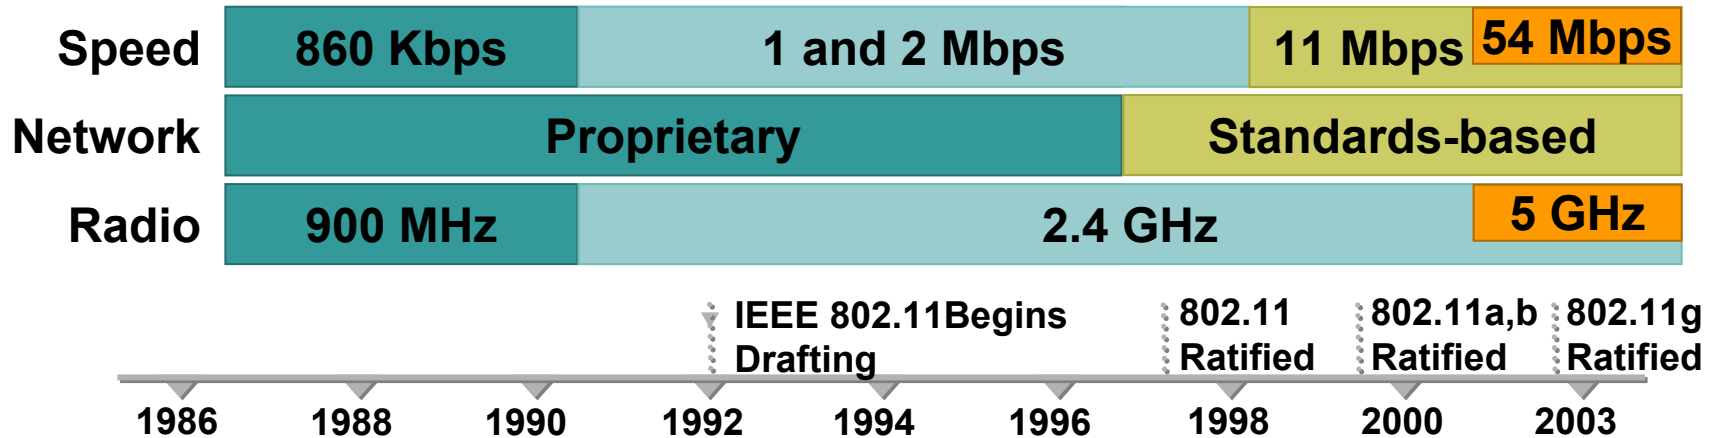 Speed 860 Kbps 1 and 2 Mbps 11 Mbps 54 Mbps
Network Proprietary Standards-based
Radio 900 MHz 2.4 GHz 5 GHz
IEEE 802.11Begins
Drafting
802.11
Ratified
802.11a,b
Ratified
802.11g
Ratified
1986 1988 1990 1992 1994 1996 1998 2000 2003